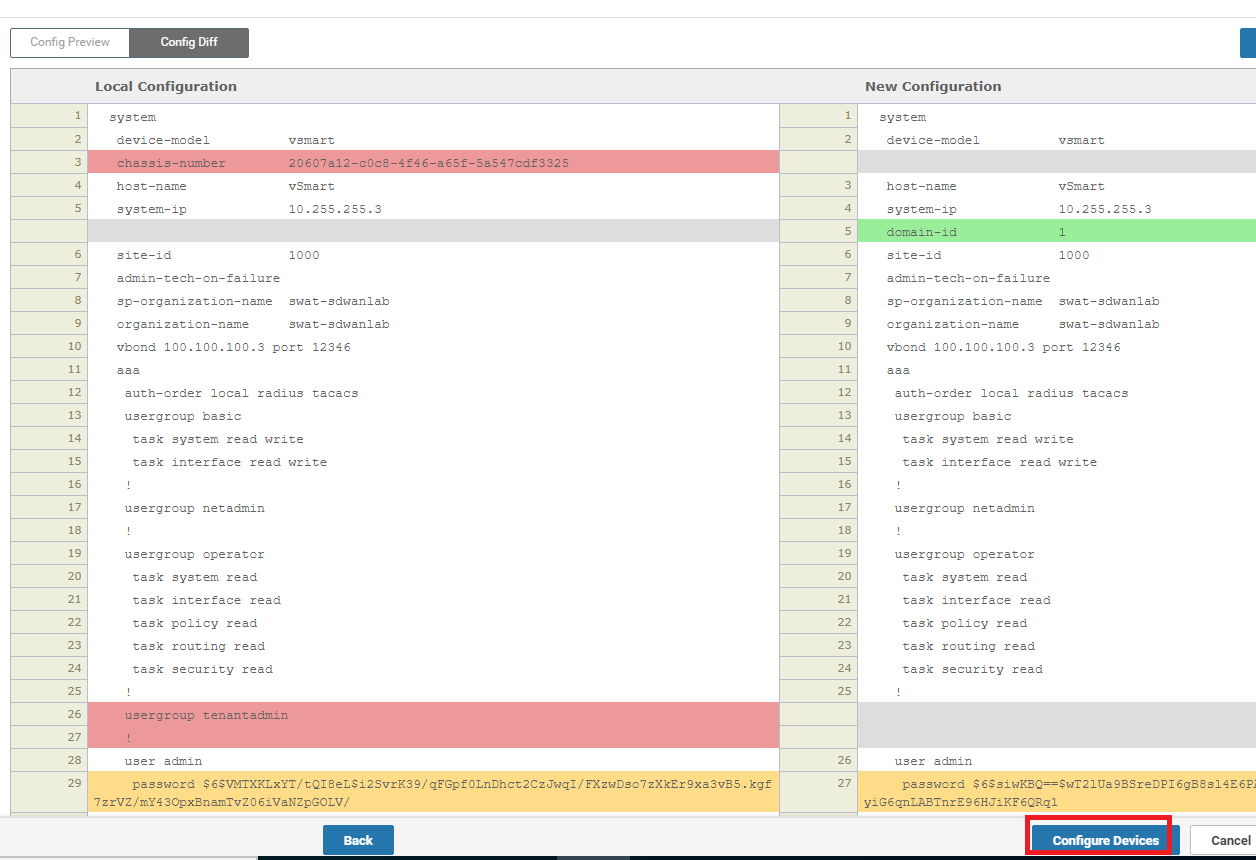 Config Preview Config Diff
Local Configuration New Configuration
1 system 1 system
2 device-model vsmart 2 device-model vsmart
3 chassis-number 20607a12-c0c8-4f46-a65f-5a547cdf3325
4 host-name vSmart 3 host-name vSmart
5 system-ip 10.255.255.3 4 system-ip 10.255.255.3
5 domain-id 1
6 site-id 1000 6 site-id 1000
7 admin-tech-on-failure 7 admin-tech-on-failure
8 sp-organization-name swat-sdwanlab 8 sp-organization-name swat-sdwanlab
9 organization-name swat-sdwanlab 9 organization-name swat-sdwanlab
10 vbond 100.100.100.3 port 12346 10 vbond 100.100.100.3 port 12346
11 aaa 11 aaa
12 auth-order local radius tacacs 12 auth-order local radius tacacs
13 usergroup basic 13 usergroup basic
14 task system read write 14 task system read write
15 task interface read write 15 task interface read write
16 ! 16 !
17 usergroup netadmin 17 usergroup netadmin
18 ! 18 !
19 usergroup operator 19 usergroup operator
20 task system read 20 task system read
21 task interface read 21 task interface read
22 task policy read 22 task policy read
23 task routing read 23 task routing read
24 task security read 24 task security read
25 ! 25 !
26 usergroup tenantadmin
27 !
28 user admin 26 user admin
29 password $6$VMTXKLxYT/tQI8eL$i2SvrK39/qFGpf0LnDhct2CzJwqI/FXzwDso7zXkEr9xa3vB5.kgf 27 password $6$siwKBQ==$wT2lUa9BSreDPI6gB8sl4E6P
7zrVZ/mY43OpxBnamTvZ06iVaNZpGOLV/ yiG6qnLABTnrE96HJiKF6QRq1
Back Configure Devices Cancel